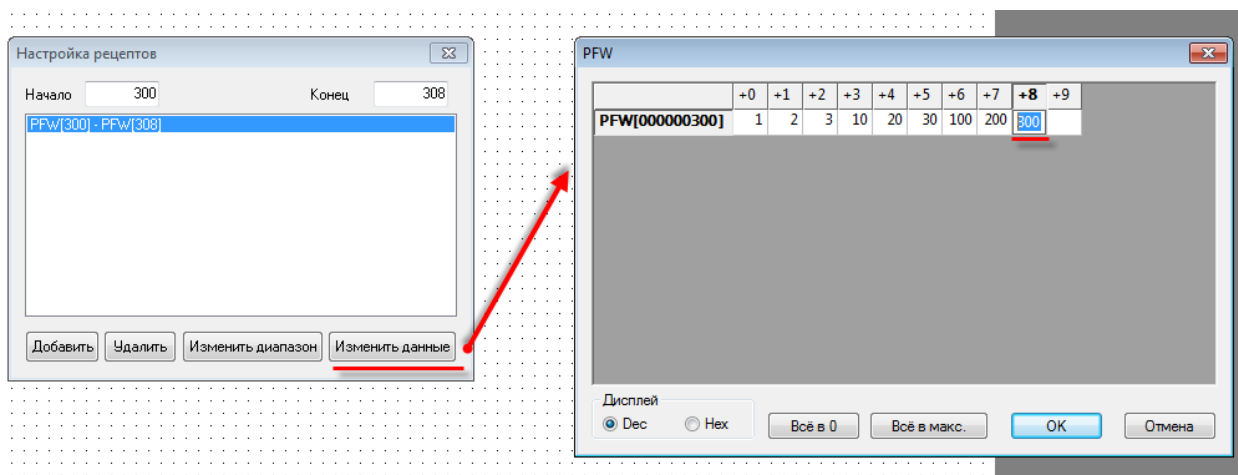 Настройка рецептов
Начало 300 Конец 308
PFW[300] - PFW[308]
Добавить Удалить Изменить диапазон Изменить данные
PFW
+0 +1 +2 +3 +4 +5 +6 +7 +8 +9
PFW[000000300] 1 2 3 10 20 30 100 200 300
Дисплей
Dec Hex Всё в 0 Всё в макс. OK Отмена